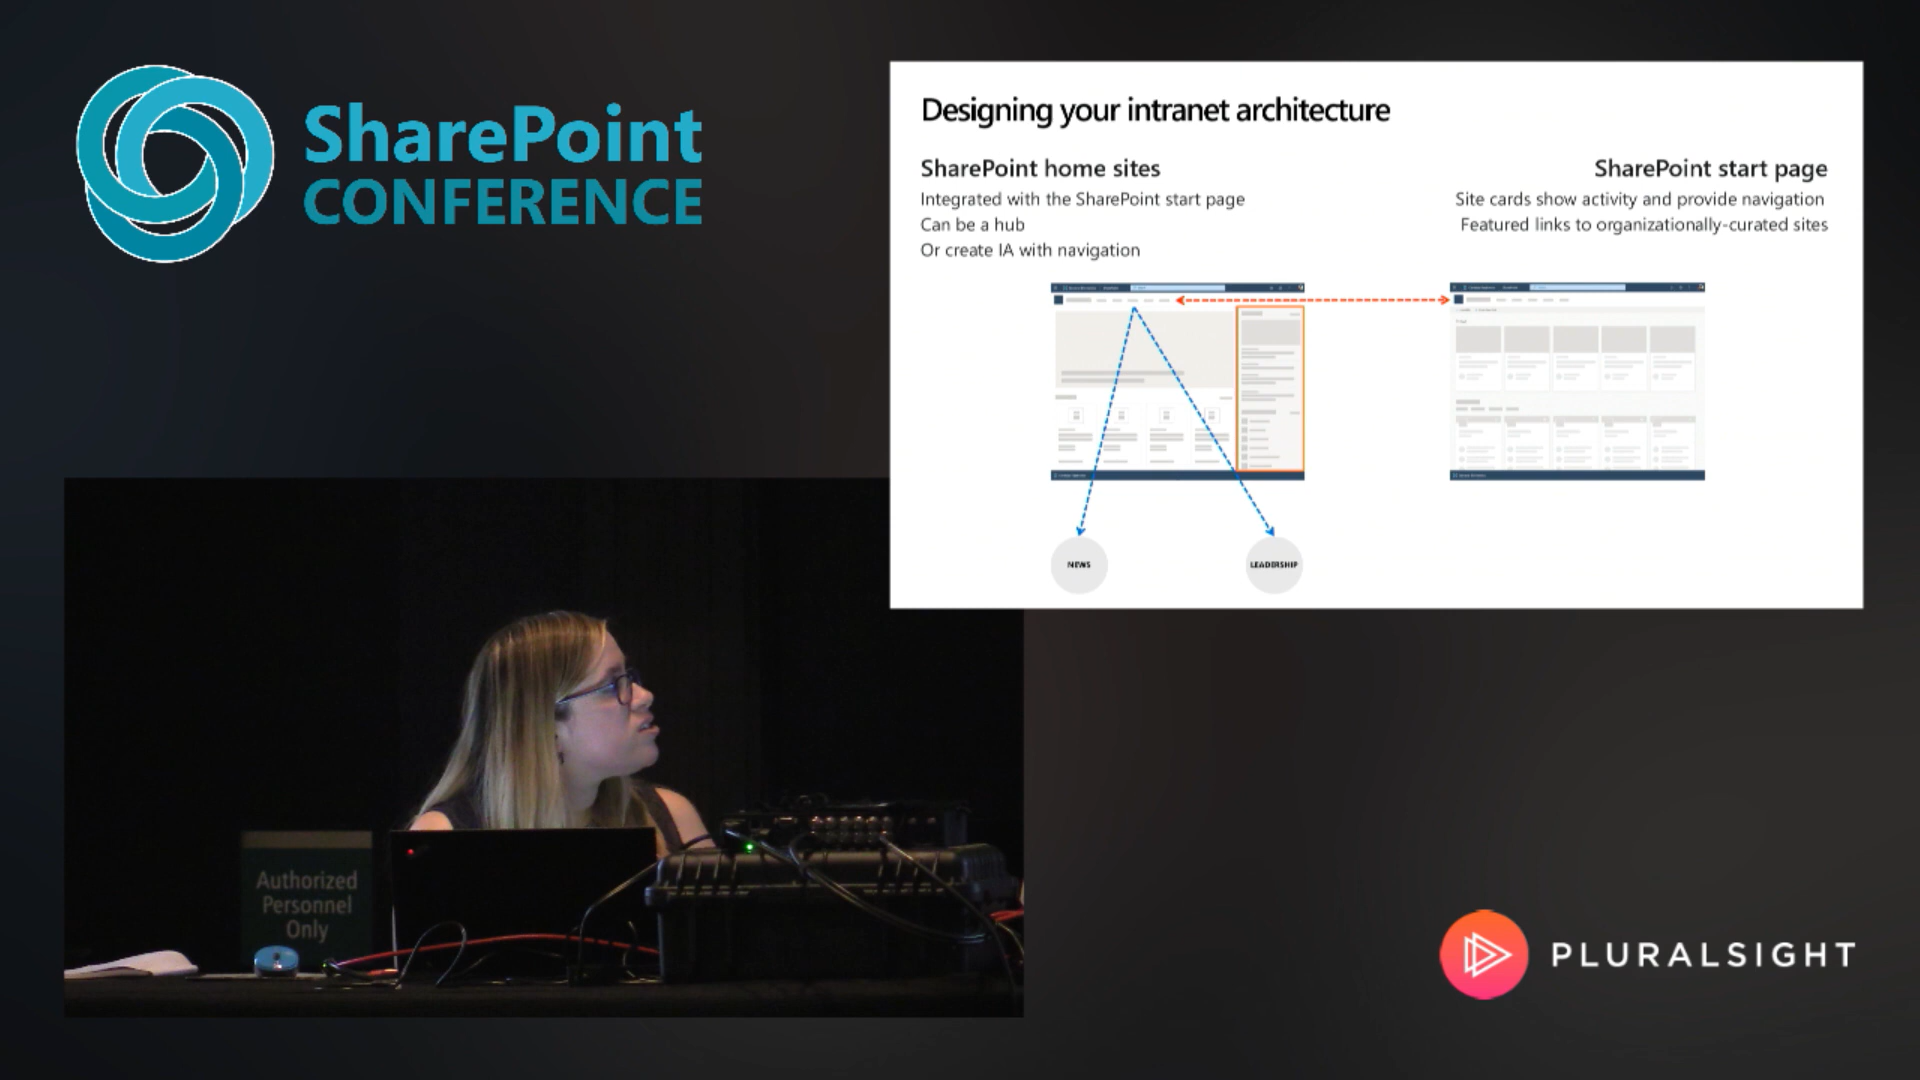 SharePoint
CONFERENCE
Designing your intranet architecture
SharePoint home sites
Integrated with the SharePoint start page
Can be a hub
Or create IA with navigation
SharePoint start page
Site cards show activity and provide navigation
Featured links to organizationally-curated sites
NEWS
LEADERSHIP
Authorized
Personnel
Only
PLURALSIGHT